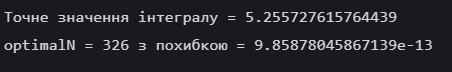 Точне значення інтегралу = 5.255727615764439
optimalN = 326 з похибкою = 9.85878045867139e-13